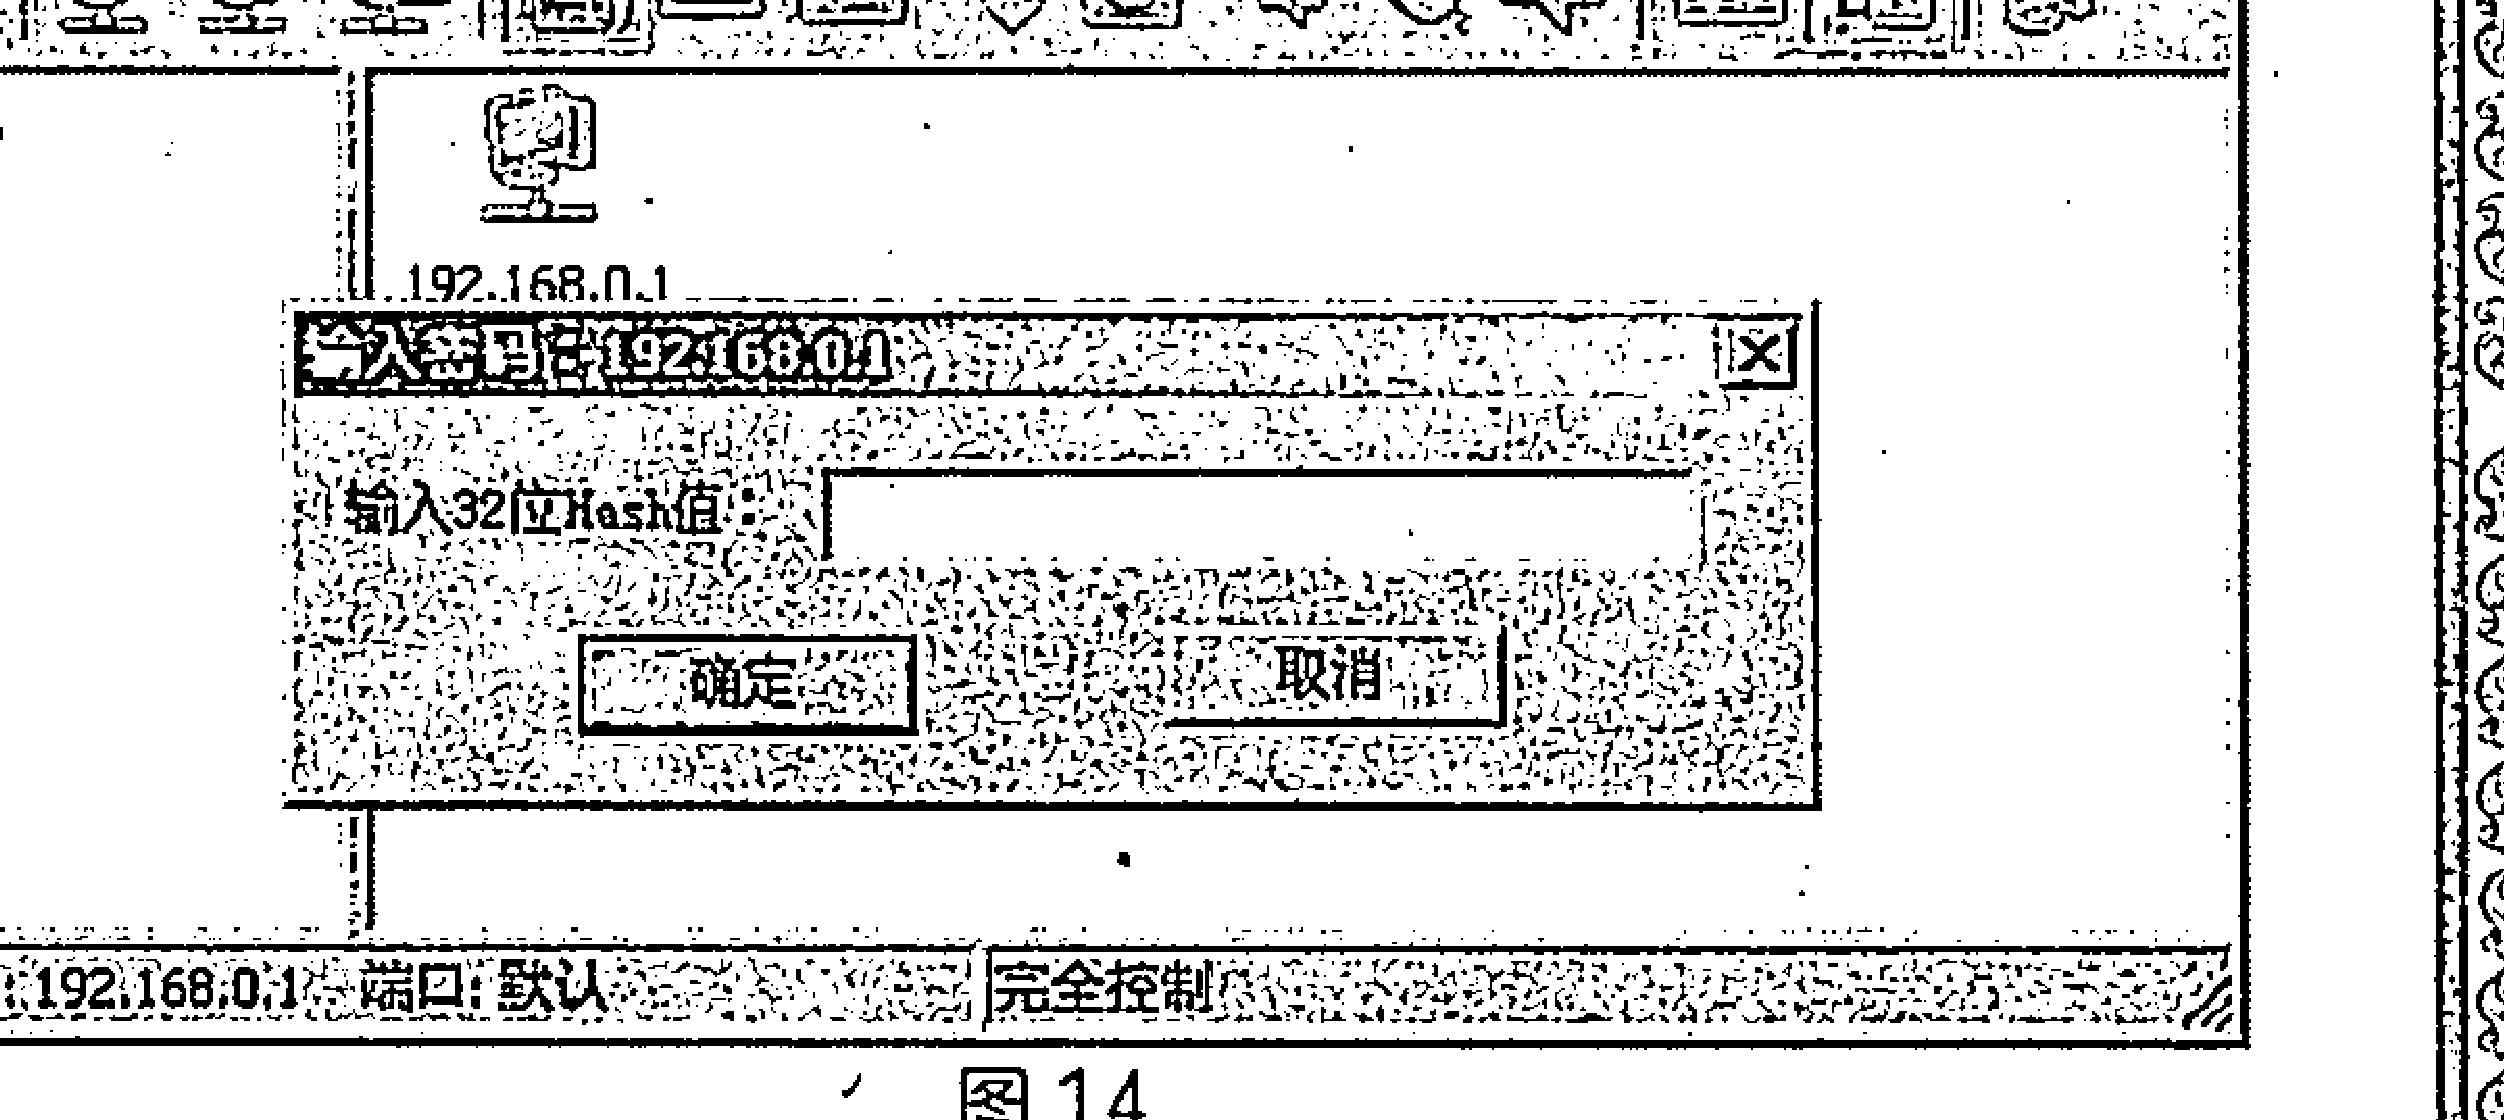 192.168.0.1
输入密码：192.168.0.1
输入32位Hash值：
确定
取消
: 192.168.0.1 端口: 默认
完全控制
图 14